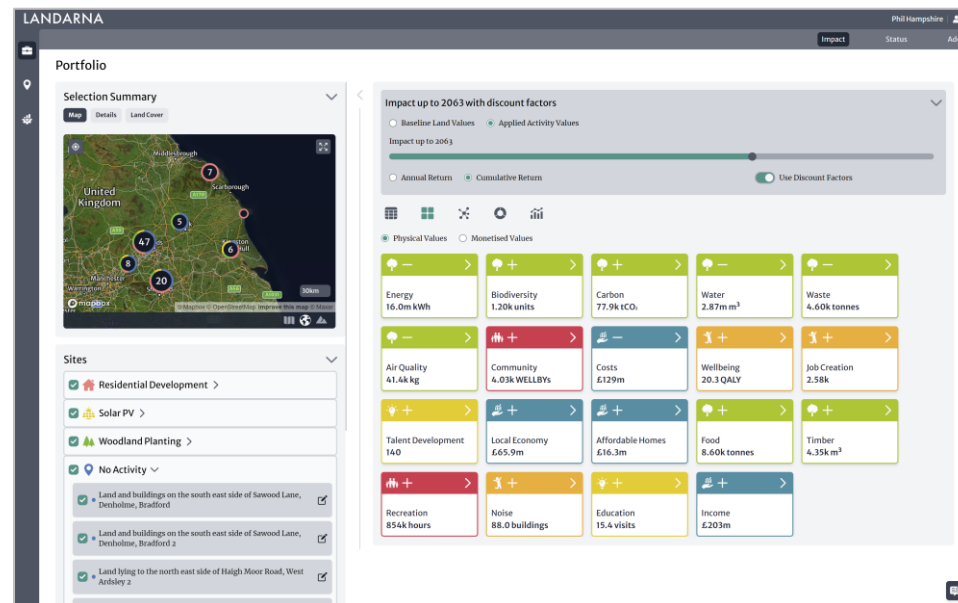 LANDARNA
Phil Hampshire
Impact
Status
Portfolio
Selection Summary
Map
Details
Land Cover
Middlesbrough
7
Scarborough
United
Kingdom
5
47
6
8
Manchester
Warrington
20
30km
mapbox
© Mapbox © OpenStreetMap Improve this map © Maxar
Sites
Residential Development
Solar PV
Woodland Planting
No Activity
Land and buildings on the south east side of Sawood Lane,
Denholme, Bradford
Land and buildings on the south east side of Sawood Lane,
Denholme, Bradford 2
Land lying to the north east side of Haigh Moor Road, West
Ardsley 2
Impact up to 2063 with discount factors
Baseline Land Values
Applied Activity Values
Impact up to 2063
Annual Return
Cumulative Return
Use Discount Factors
Physical Values
Monetised Values
Energy
16.0m kWh
Biodiversity
1.20k units
Carbon
77.9k tCO₂
Water
2.87m m³
Waste
4.60k tonnes
Air Quality
41.4k kg
Community
4.03k WELLBYs
Costs
£129m
Wellbeing
20.3 QALY
Job Creation
2.58k
Talent Development
140
Local Economy
£65.9m
Affordable Homes
£16.3m
Food
8.60k tonnes
Timber
4.35k m³
Recreation
854k hours
Noise
88.0 buildings
Education
15.4 visits
Income
£203m